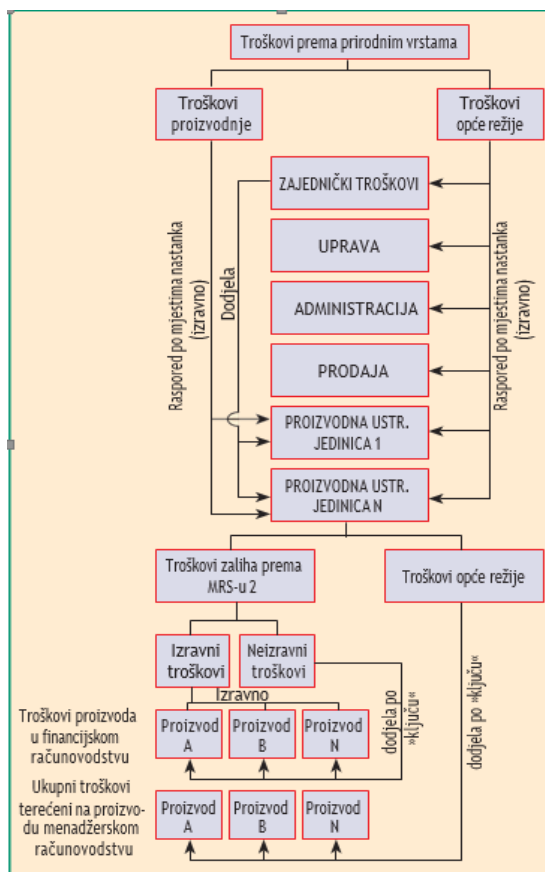 Troškovi prema prirodnim vrstama
Troškovi
proizvodnje
Troškovi
opće režije
Raspored po mjestima nastanka
(izravno)
Dodjela
ZAJEDNIČKI TROŠKOVI
UPRAVA
ADMINISTRACIJA
PRODAJA
PROIZVODNA USTR.
JEDINICA 1
PROIZVODNA USTR.
JEDINICA N
Raspored po mjestima nastanka
(izravno)
Troškovi zaliha prema
MRS-u 2
Troškovi opće režije
Izravni
troškovi
Neizravni
troškovi
Izravno
dodjela po
»ključu«
dodjela po »ključu«
Troškovi proizvoda
u financijskom
računovodstvu
Proizvod
A
Proizvod
B
Proizvod
N
Ukupni troškovi
terećeni na proizvo-
du menadžerskom
računovodstvu
Proizvod
A
Proizvod
B
Proizvod
N